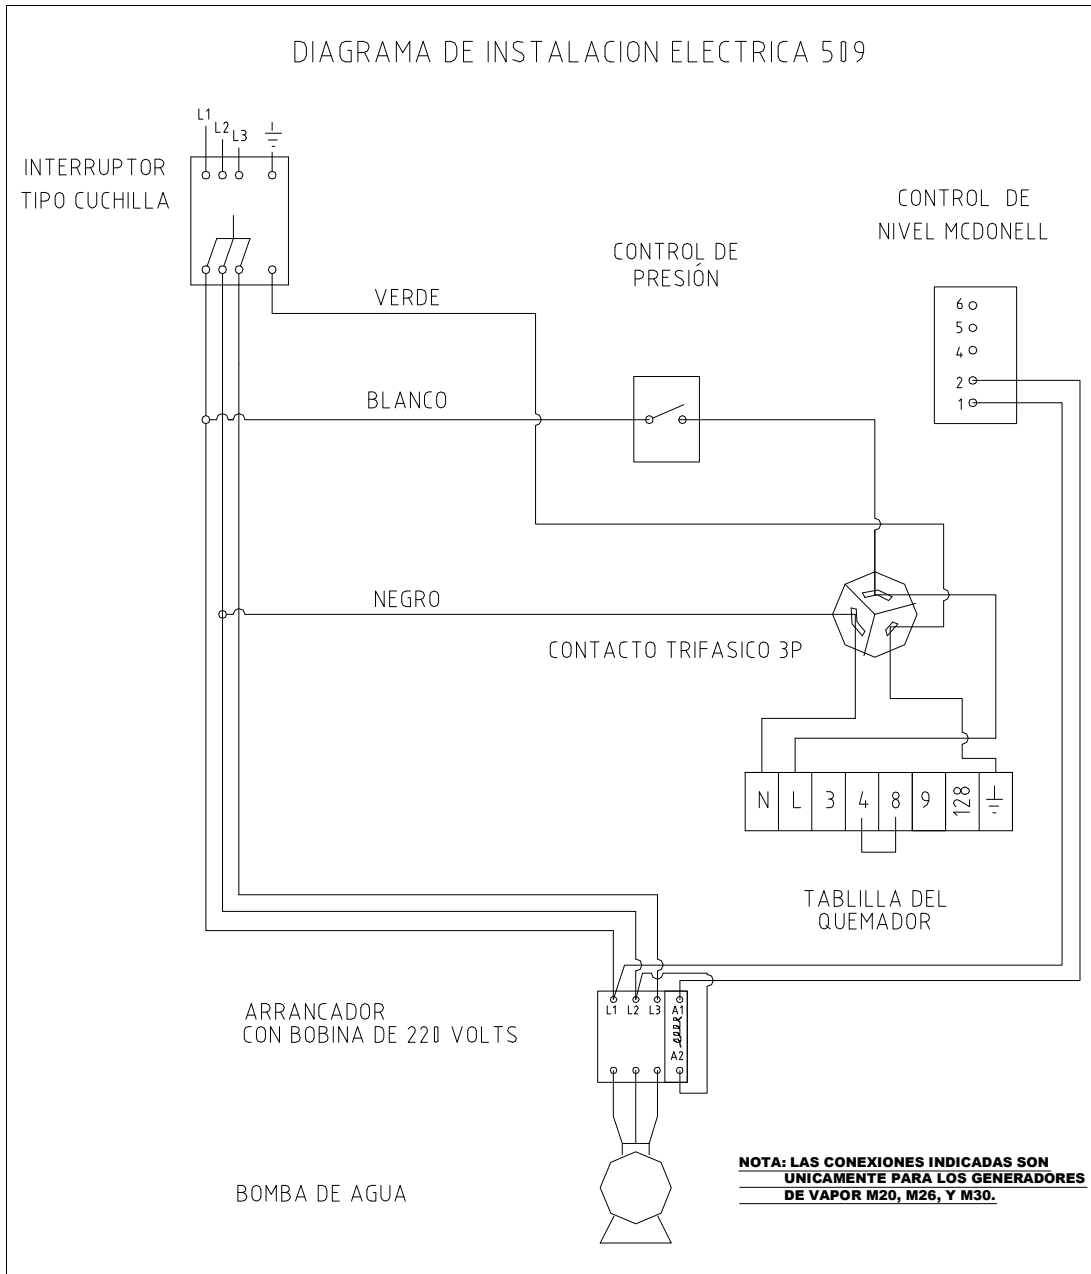 DIAGRAMA DE INSTALACION ELECTRICA 509
L1
L2
L3
INTERRUPTOR
TIPO CUCHILLA
CONTROL DE
NIVEL MCDONELL
CONTROL DE
PRESIÓN
6
5
4
2
1
VERDE
BLANCO
NEGRO
CONTACTO TRIFASICO 3P
N L 3 4 8 9 128
TABLILLA DEL
QUEMADOR
ARRANCADOR
CON BOBINA DE 220 VOLTS
L1 L2 L3 A1
A2
BOMBA DE AGUA
NOTA: LAS CONEXIONES INDICADAS SON
UNICAMENTE PARA LOS GENERADORES
DE VAPOR M20, M26, Y M30.